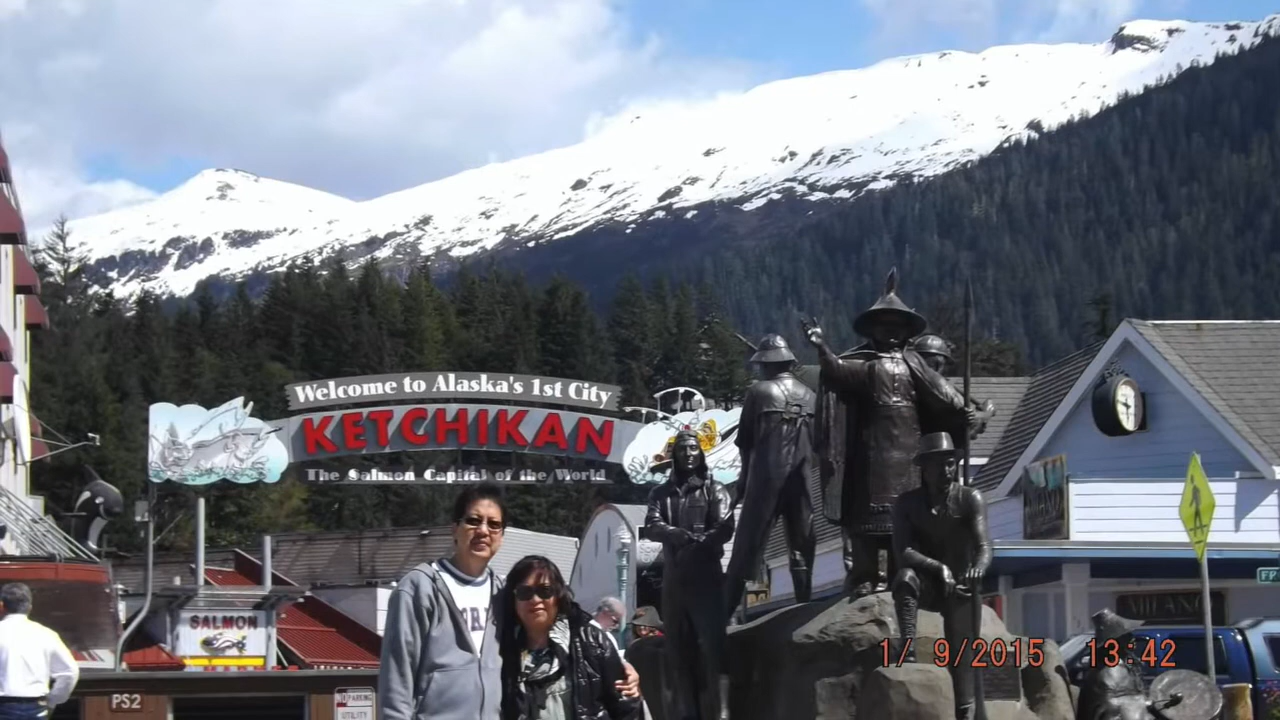 Welcome to Alaska's 1st City
KETCHIKAN
The Salmon Capital of the World
SALMON
MILANO
PS2
UTILITY
1/ 9/2015 13:42